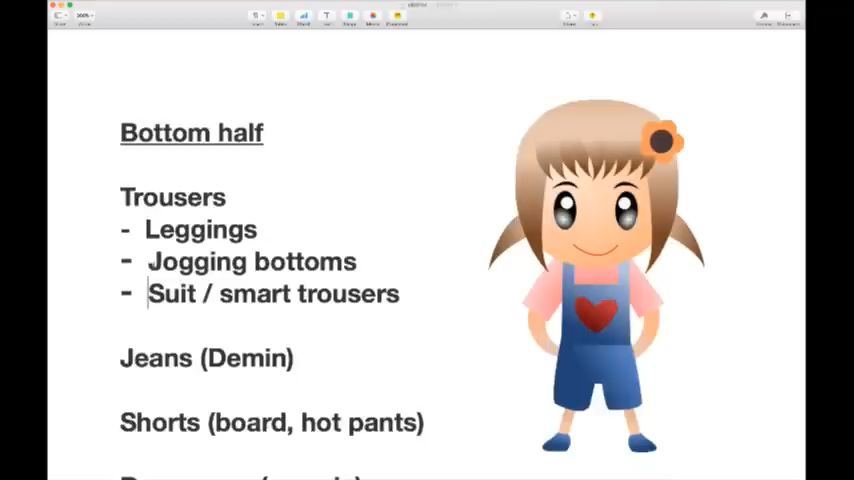 Bottom half
Trousers
- Leggings
- Jogging bottoms
- Suit / smart trousers
Jeans (Demin)
Shorts (board, hot pants)